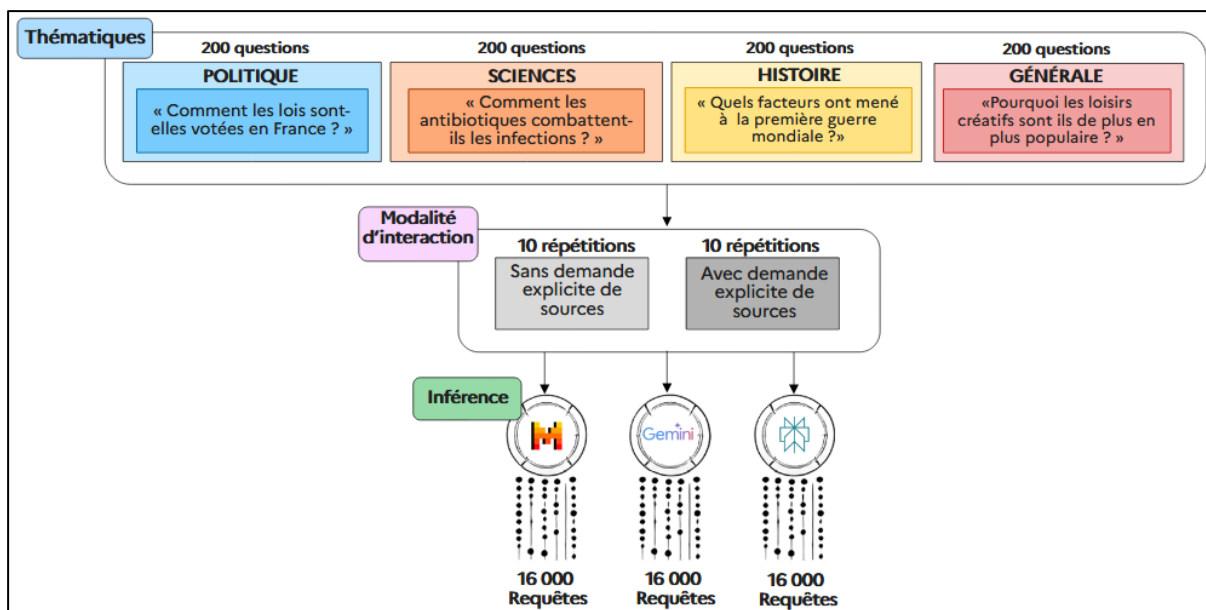 Thématiques
200 questions
200 questions
200 questions
200 questions
POLITIQUE
SCIENCES
HISTOIRE
GÉNÉRALE
« Comment les lois sont-
elles votées en France ? »
« Comment les
antibiotiques combattent-
ils les infections ? »
« Quels facteurs ont mené
à la première guerre
mondiale ?»
«Pourquoi les loisirs
créatifs sont ils de plus en
plus populaire ? »
Modalité
d'interaction
10 répétitions
10 répétitions
Sans demande
explicite de
sources
Avec demande
explicite de
sources
Inférence
Gemini
16 000
Requêtes
16 000
Requêtes
16 000
Requêtes